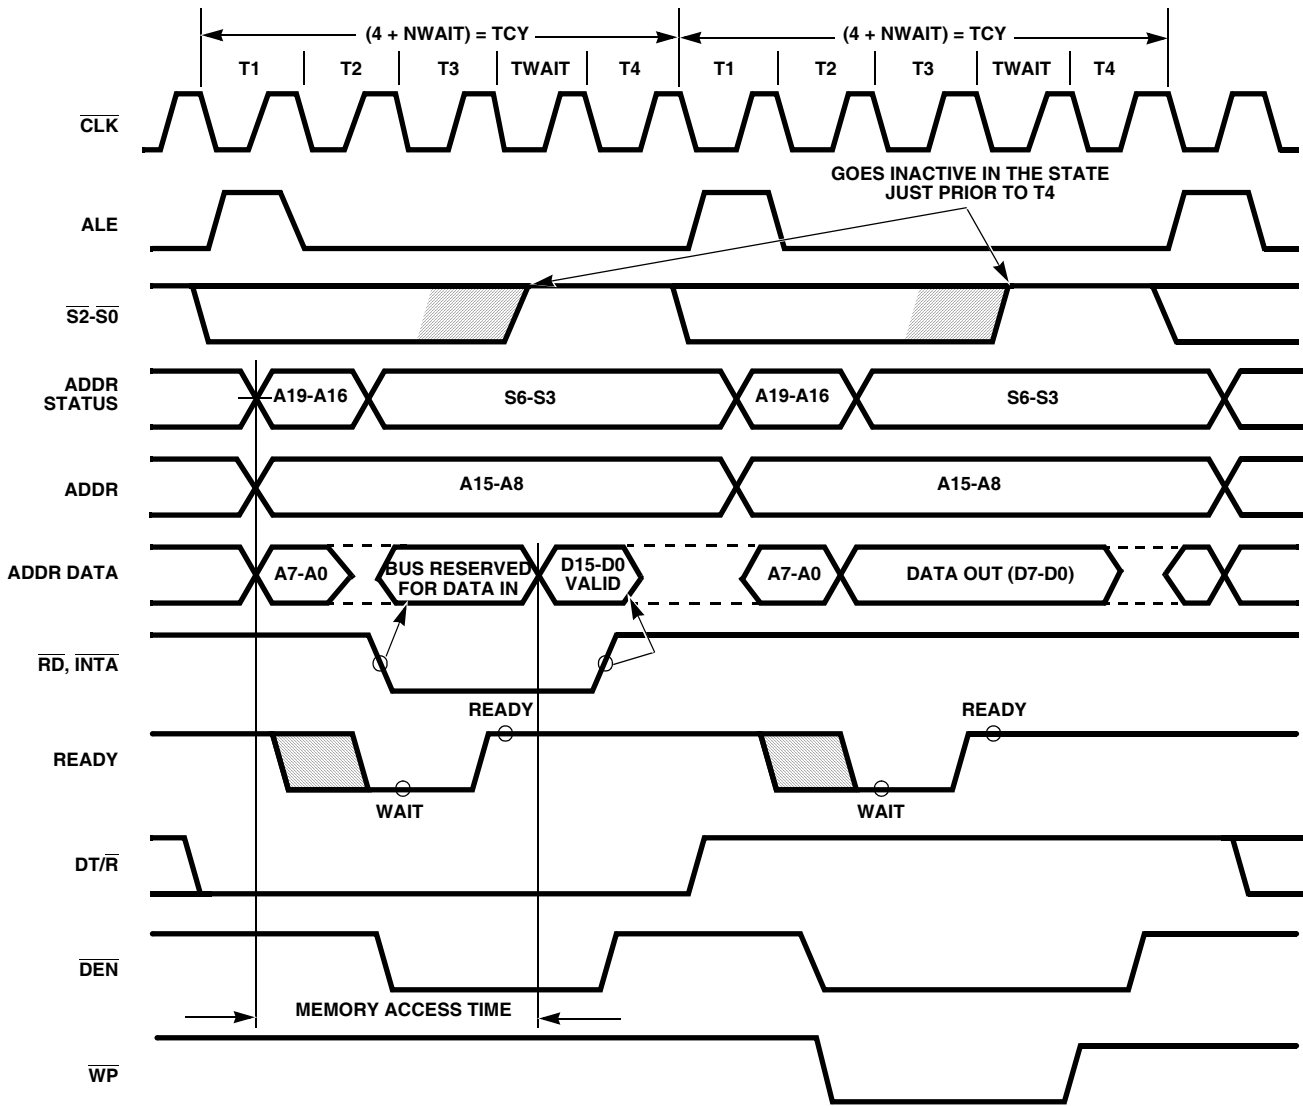 (4 + NWAIT) = TCY
(4 + NWAIT) = TCY
T1 T2 T3 TWAIT T4 T1 T2 T3 TWAIT T4
CLK
GOES INACTIVE IN THE STATE
JUST PRIOR TO T4
ALE
S2-S0
ADDR
STATUS
A19-A16
S6-S3
A19-A16
S6-S3
ADDR
A15-A8
A15-A8
ADDR DATA
A7-A0
BUS RESERVED
FOR DATA IN
D15-D0
VALID
A7-A0
DATA OUT (D7-D0)
RD, INTA
READY
READY
READY
WAIT
WAIT
DT/R
DEN
MEMORY ACCESS TIME
WP